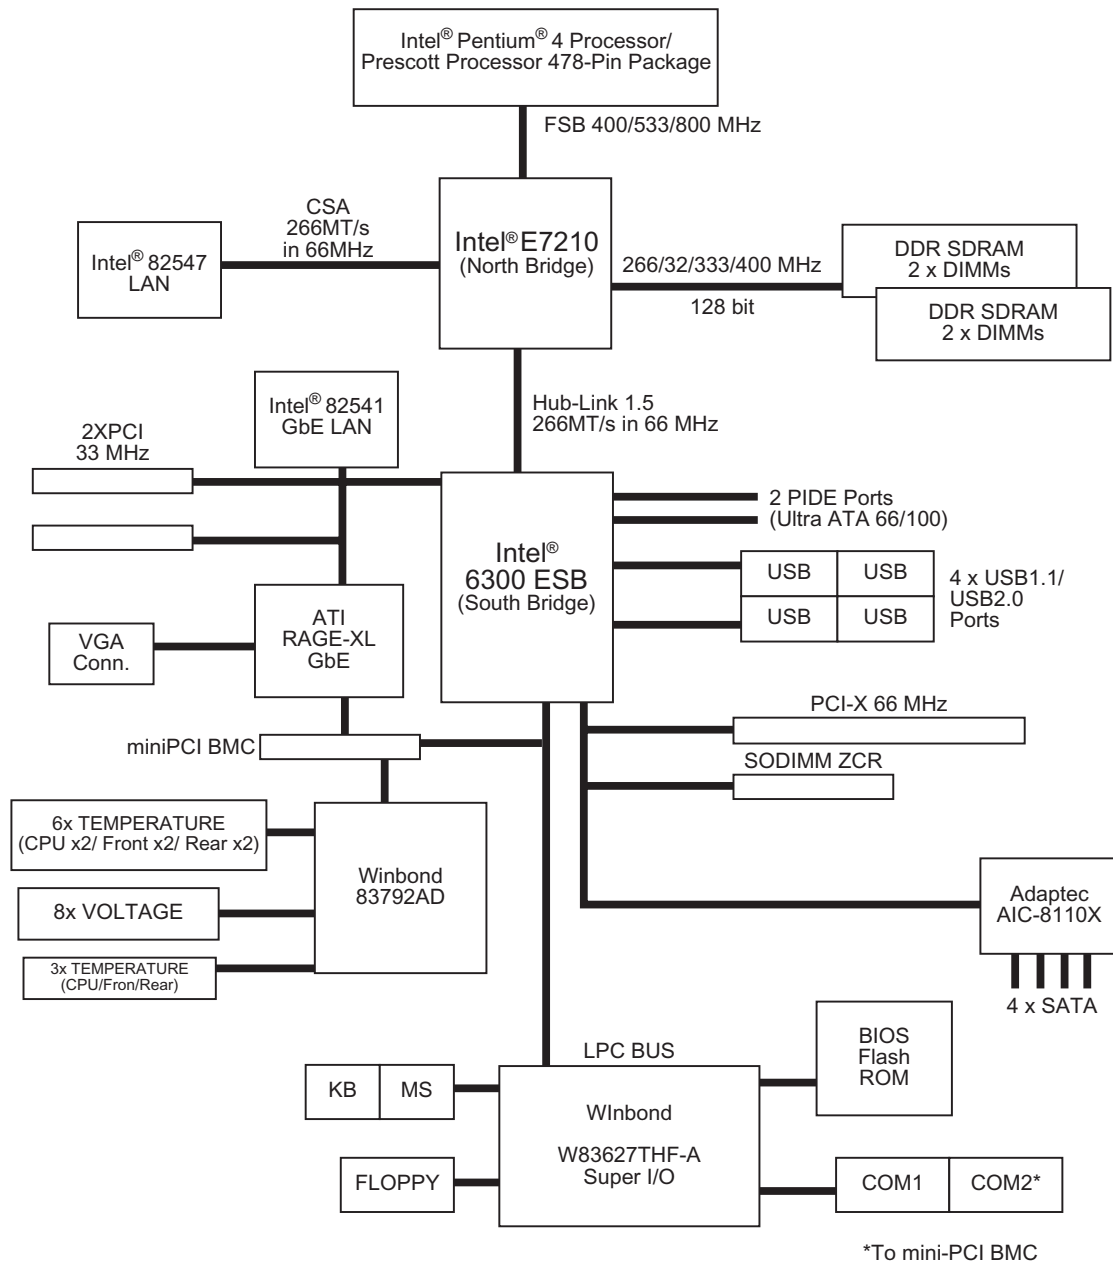 Intel® Pentium® 4 Processor/
Prescott Processor 478-Pin Package
FSB 400/533/800 MHz
CSA
266MT/s
in 66MHz
Intel® 82547
LAN
Intel® E7210
(North Bridge)
266/32/333/400 MHz
128 bit
DDR SDRAM
2 x DIMMs
DDR SDRAM
2 x DIMMs
Hub-Link 1.5
266MT/s in 66 MHz
Intel® 82541
GbE LAN
2XPCI
33 MHz
Intel®
6300 ESB
(South Bridge)
2 PIDE Ports
(Ultra ATA 66/100)
USB
USB
USB
USB
4 x USB1.1/
USB2.0
Ports
ATI
RAGE-XL
GbE
VGA
Conn.
miniPCI BMC
PCI-X 66 MHz
SODIMM ZCR
6x TEMPERATURE
(CPU x2/ Front x2/ Rear x2)
8x VOLTAGE
3x TEMPERATURE
(CPU/Fron/Rear)
Winbond
83792AD
Adaptec
AIC-8110X
4 x SATA
LPC BUS
BIOS
Flash
ROM
KB
MS
WInbond
W83627THF-A
Super I/O
FLOPPY
COM1
COM2*
*To mini-PCI BMC